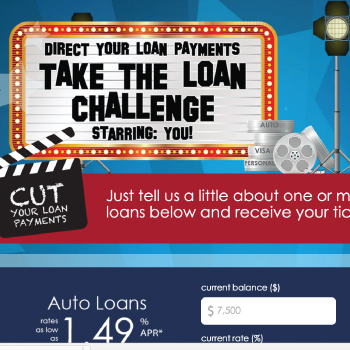 DIRECT YOUR LOAN PAYMENTS
TAKE THE LOAN
CHALLENGE
STARRING: YOU!
AUTO
VISA
PERSONAL
CUT
YOUR LOAN
PAYMENTS
Just tell us a little about one or m
loans below and receive your tic
current balance ($)
$ 7,500
Auto Loans
rates
as low
as
1.49 %
APR*
current rate (%)